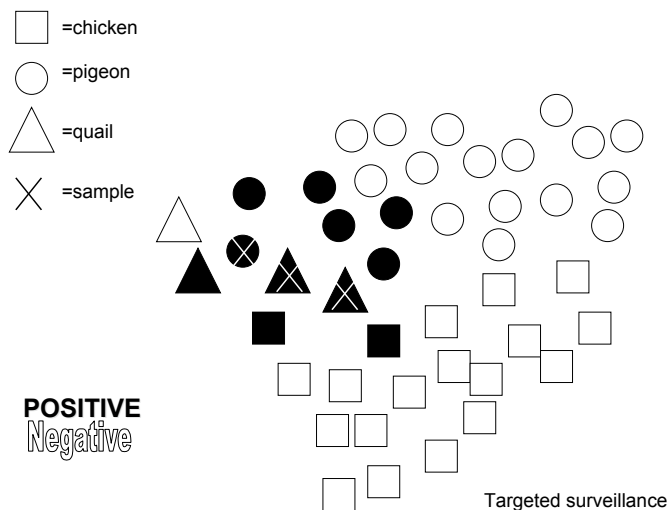 =chicken
=pigeon
=quail
=sample
POSITIVE
Negative
Targeted surveillance